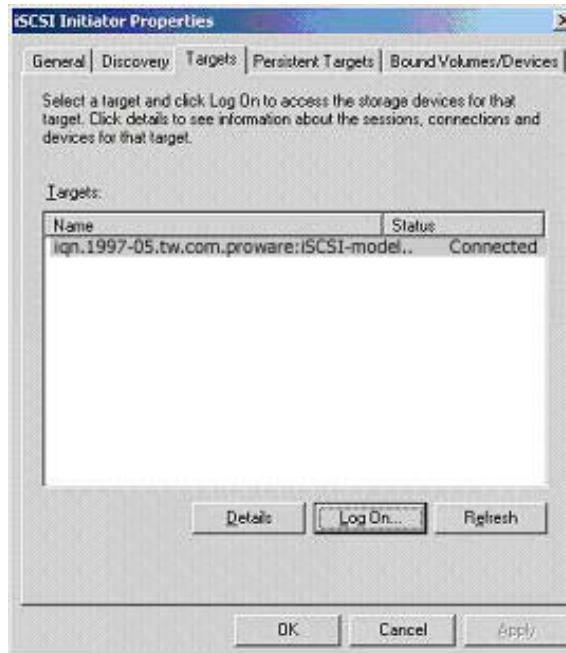 iSCSI Initiator Properties
General Discovery Targets Persistent Targets Bound Volumes/Devices
Select a target and click Log On to access the storage devices for that
target. Click details to see information about the sessions, connections and
devices for that target.
Targets:
Name Status
iqn.1997-05.tw.com.proware:iSCSI-model.. Connected
Details Log On... Refresh
OK Cancel Apply